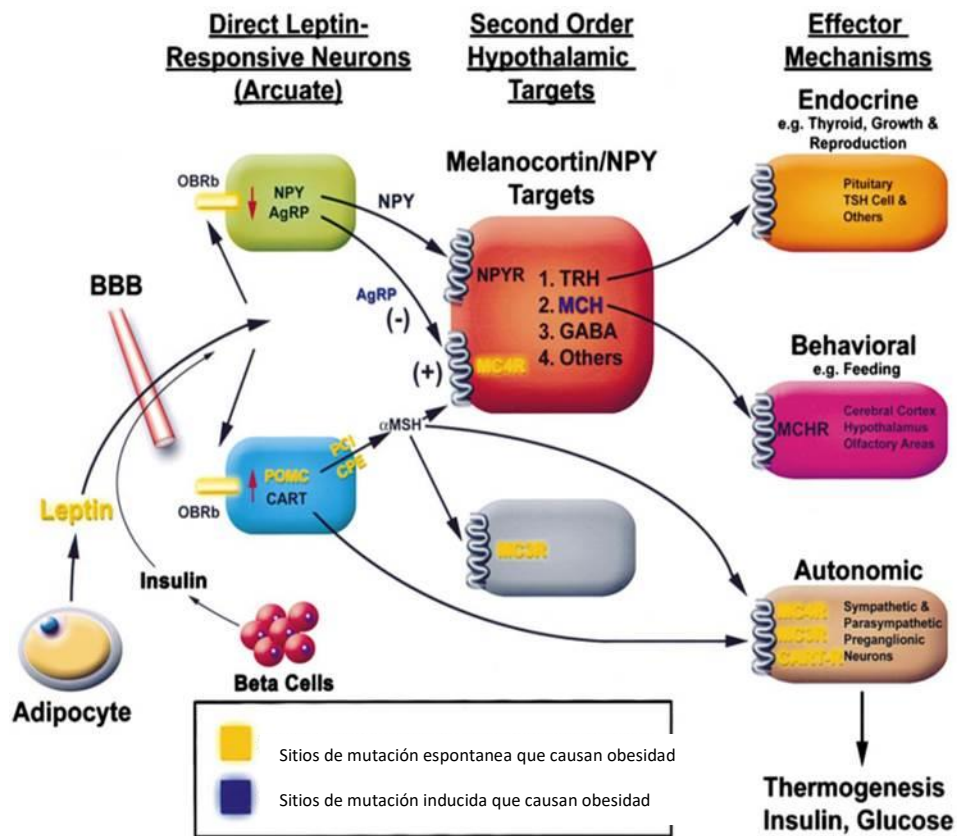 Direct Leptin-
Responsive Neurons
(Arcuate)
Second Order
Hypothalamic
Targets
Effector
Mechanisms
Endocrine
e.g. Thyroid, Growth &
Reproduction
Melanocortin/NPY
Targets
OBRb
NPY
AgRP
NPY
NPYR
1. TRH
2. MCH
3. GABA
4. Others
Pituitary
TSH Cell &
Others
BBB
AgRP
(-)
(+)
MC4R
Behavioral
e.g. Feeding
MCHR
Cerebral Cortex
Hypothalamus
Olfactory Areas
αMSH
PCI
CPE
POMC
CART
OBRb
Leptin
MC3R
Insulin
Autonomic
MC4R
MC3R
CART-R
Sympathetic &
Parasympathetic
Preganglionic
Neurons
Beta Cells
Adipocyte
Sitios de mutación espontanea que causan obesidad
Sitios de mutación inducida que causan obesidad
Thermogenesis
Insulin, Glucose